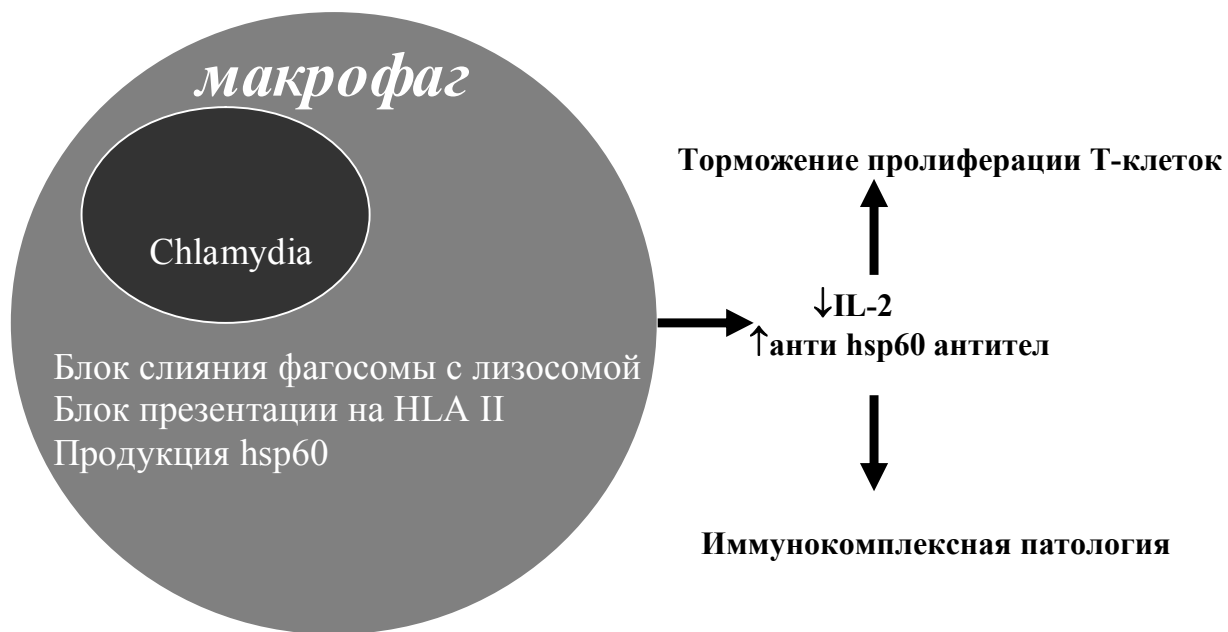 макрофаг
Chlamydia
Блок слияния фагосомы с лизосомой
Блок презентации на HLA II
Продукция hsp60
Торможение пролиферации Т-клеток
↓IL-2
↑анти hsp60 антител
Иммунокомплексная патология